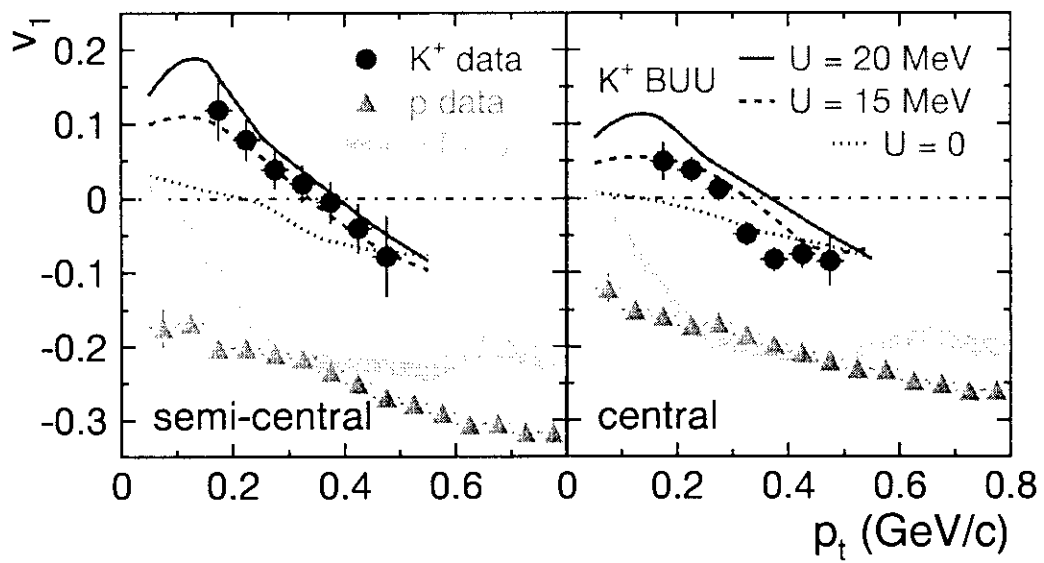 v₁
0.2
0.1
0
-0.1
-0.2
-0.3
K⁺ data
p data
semi-central
K⁺ BUU
U = 20 MeV
U = 15 MeV
U = 0
central
0 0.2 0.4 0.6 0 0.2 0.4 0.6 0.8
pₜ (GeV/c)